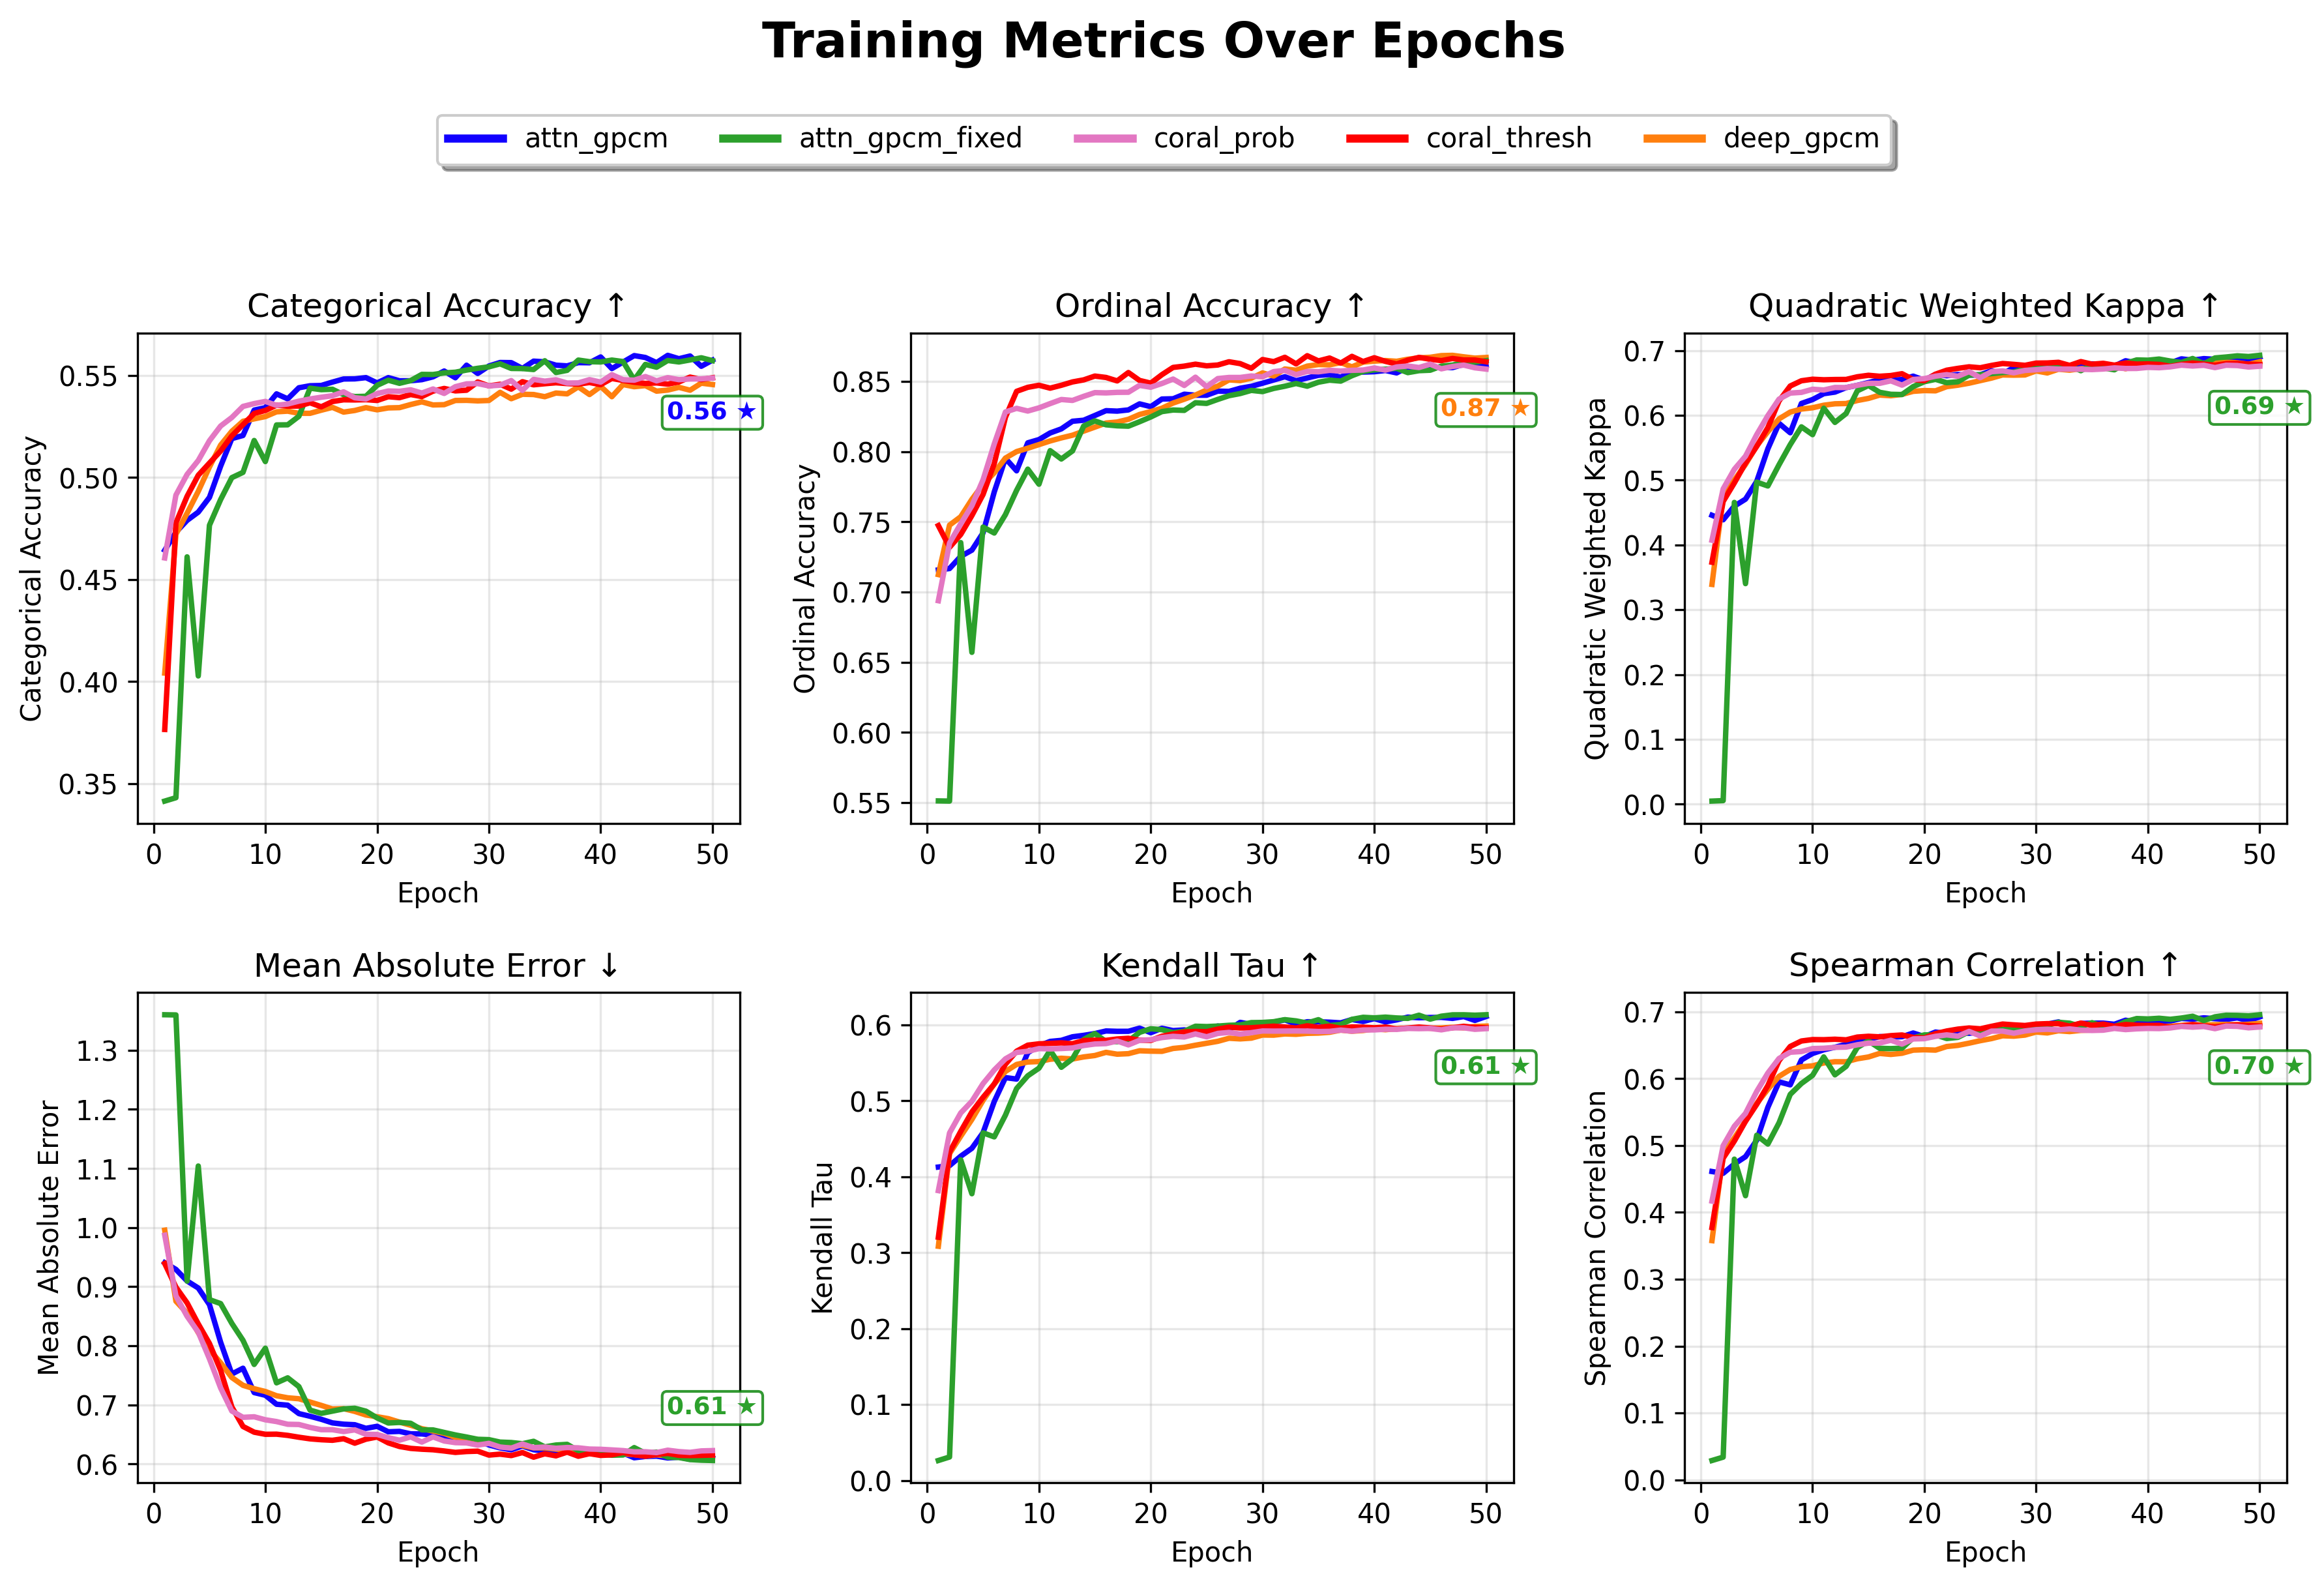 Training Metrics Over Epochs
attn_gpcm attn_gpcm_fixed coral_prob coral_thresh deep_gpcm
Categorical Accuracy ↑
Categorical Accuracy
0.55
0.50
0.45
0.40
0.35
0.56 ★
0 10 20 30 40 50
Epoch
Ordinal Accuracy ↑
Ordinal Accuracy
0.85
0.80
0.75
0.70
0.65
0.60
0.55
0.87 ★
0 10 20 30 40 50
Epoch
Quadratic Weighted Kappa ↑
Quadratic Weighted Kappa
0.7
0.6
0.5
0.4
0.3
0.2
0.1
0.0
0.69 ★
0 10 20 30 40 50
Epoch
Mean Absolute Error ↓
Mean Absolute Error
1.3
1.2
1.1
1.0
0.9
0.8
0.7
0.6
0.61 ★
0 10 20 30 40 50
Epoch
Kendall Tau ↑
Kendall Tau
0.6
0.5
0.4
0.3
0.2
0.1
0.0
0.61 ★
0 10 20 30 40 50
Epoch
Spearman Correlation ↑
Spearman Correlation
0.7
0.6
0.5
0.4
0.3
0.2
0.1
0.0
0.70 ★
0 10 20 30 40 50
Epoch